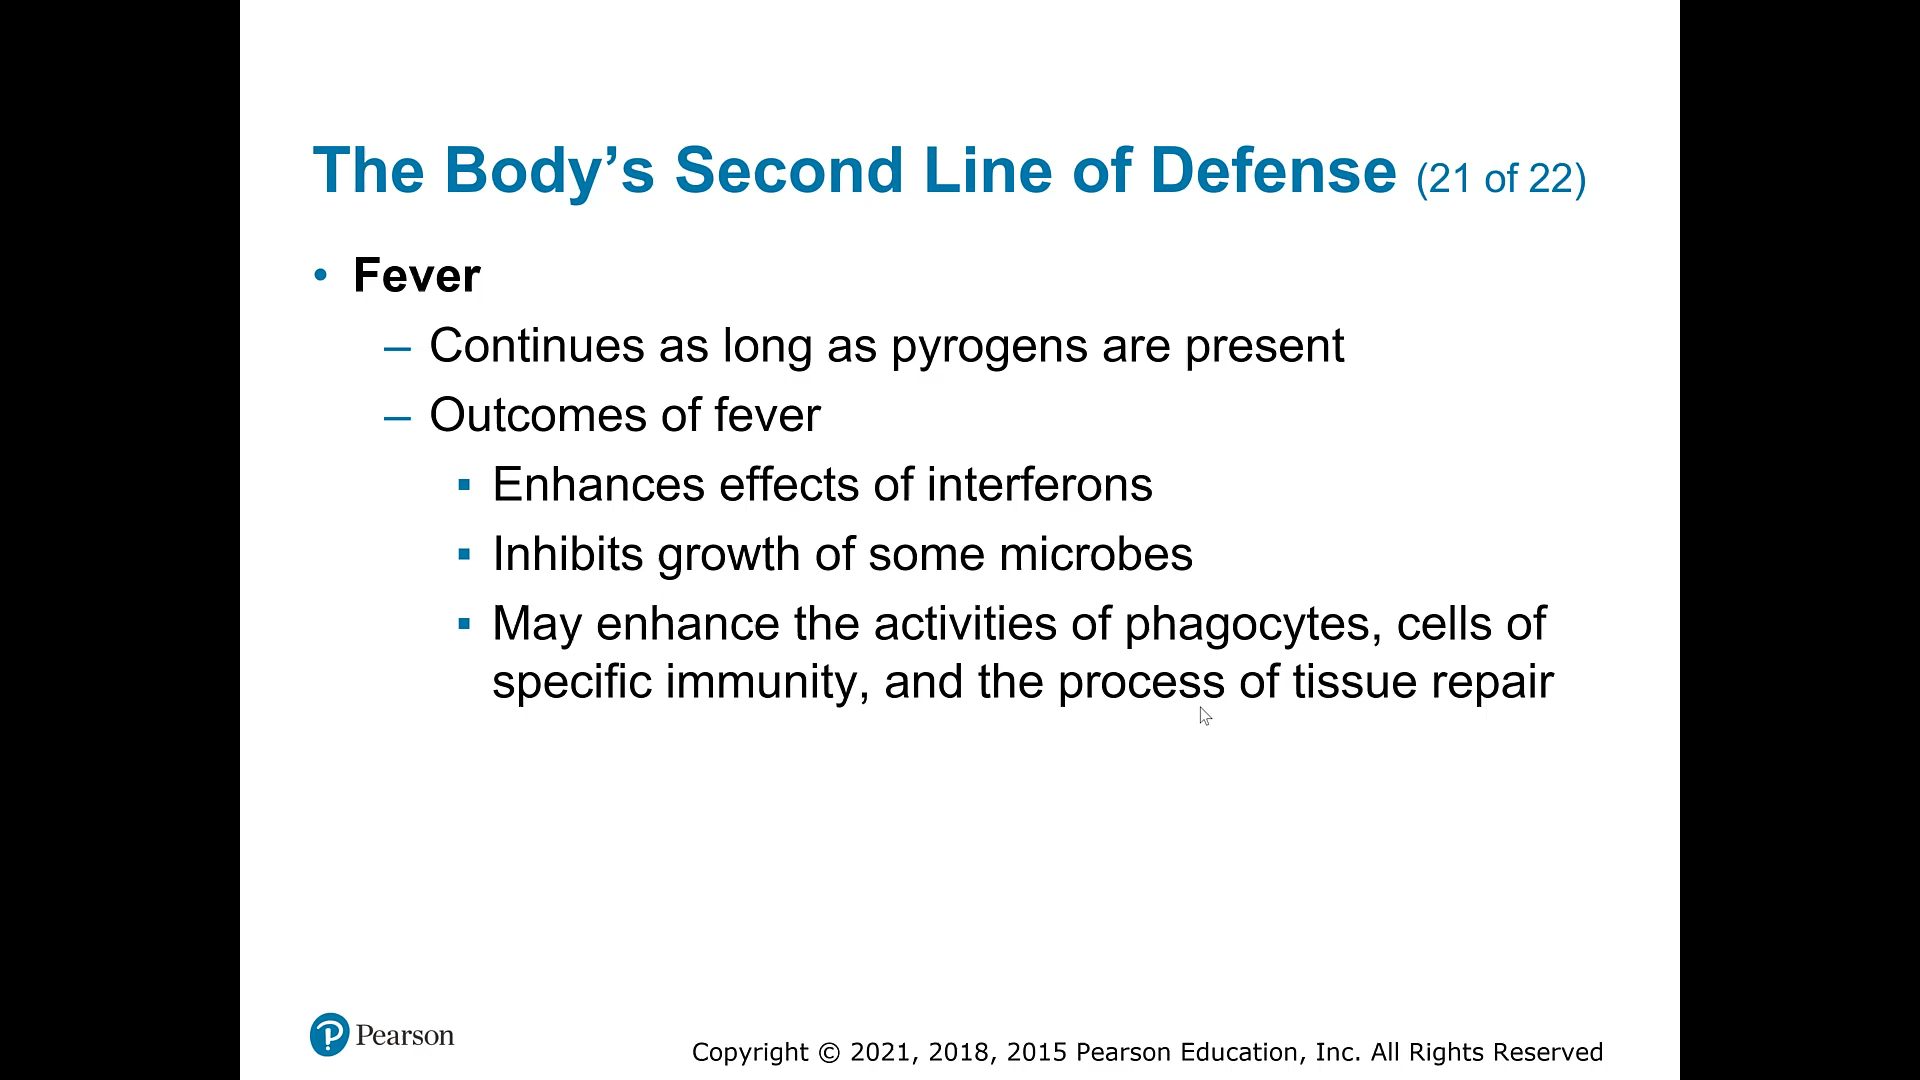 The Body’s Second Line of Defense (21 of 22)
• Fever
– Continues as long as pyrogens are present
– Outcomes of fever
▪ Enhances effects of interferons
▪ Inhibits growth of some microbes
▪ May enhance the activities of phagocytes, cells of
specific immunity, and the process of tissue repair
Pearson
Copyright © 2021, 2018, 2015 Pearson Education, Inc. All Rights Reserved